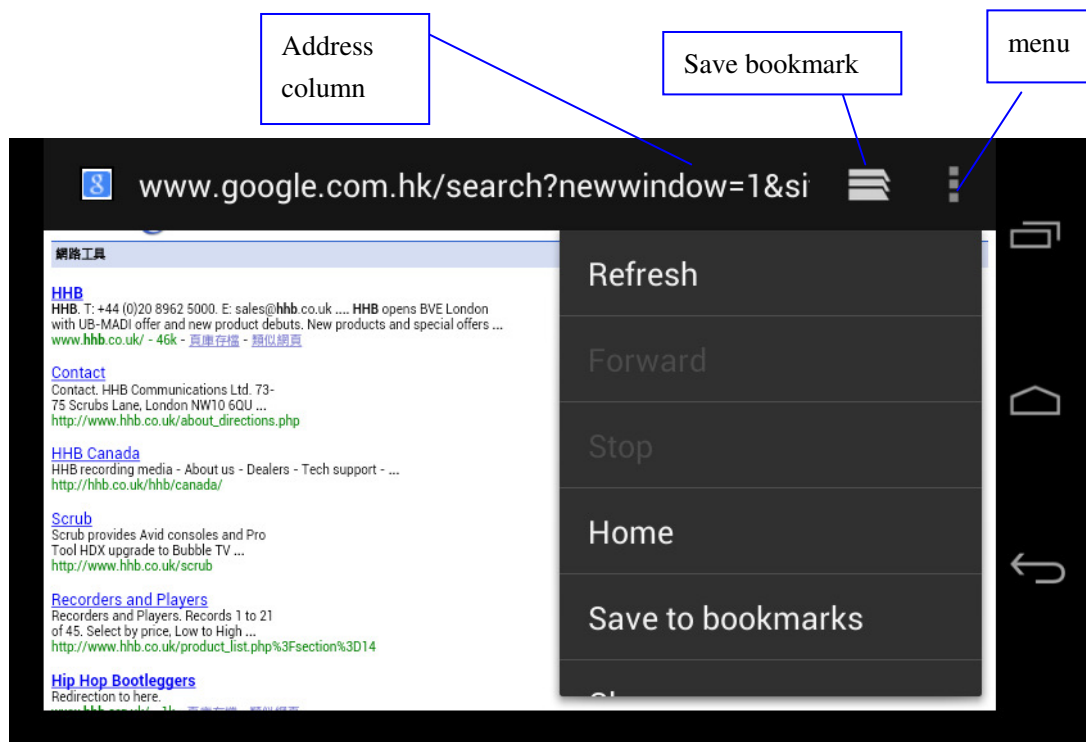 Address
column
Save bookmark
menu
8 www.google.com.hk/search?newwindow=1&si
網路工具
HHB
HHB. T: +44 (0)20 8962 5000. E: sales@hhb.co.uk .... HHB opens BVE London
with UB-MADI offer and new product debuts. New products and special offers ...
www.hhb.co.uk/ - 46k - 頁庫存檔 - 類似網頁
Contact
Contact. HHB Communications Ltd. 73-
75 Scrubs Lane, London NW10 6QU ...
http://www.hhb.co.uk/about_directions.php
HHB Canada
HHB recording media - About us - Dealers - Tech support - ...
http://hhb.co.uk/hhb/canada/
Scrub
Scrub provides Avid consoles and Pro
Tool HDX upgrade to Bubble TV ...
http://www.hhb.co.uk/scrub
Recorders and Players
Recorders and Players. Records 1 to 21
of 45. Select by price, Low to High ...
http://www.hhb.co.uk/product_list.php%3Fsection%3D14
Hip Hop Bootleggers
Redirection to here.
Refresh
Forward
Stop
Home
Save to bookmarks